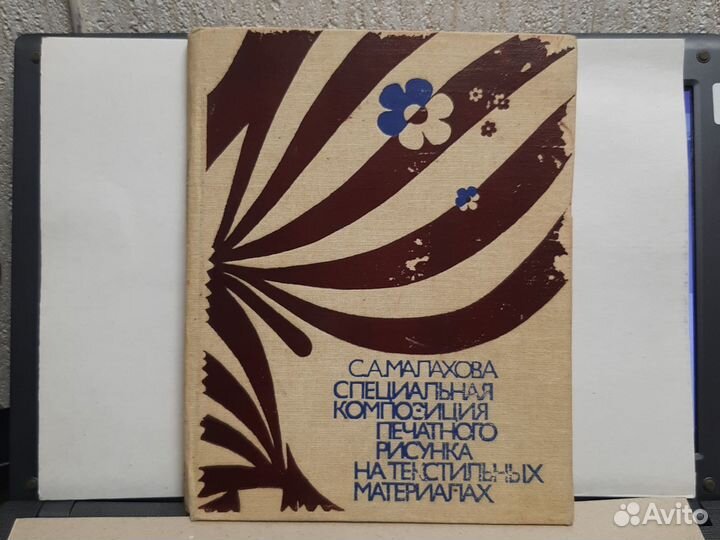 С.А.МАЛАХОВА
СПЕЦИАЛЬНАЯ
КОМПОЗИЦИЯ
ПЕЧАТНОГО
РИСУНКА
НА ТЕКСТИЛЬНЫХ
МАТЕРИАЛАХ
Avito